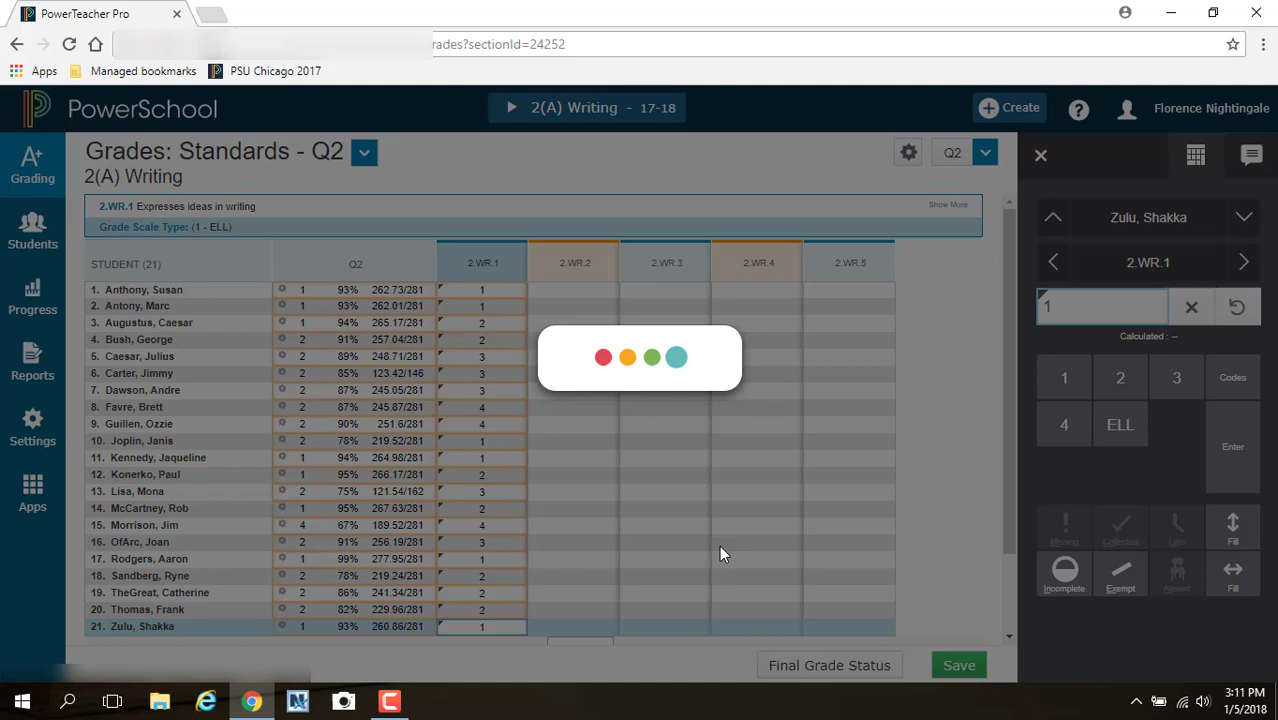 PowerTeacher Pro
grades?sectionId=24252
Apps Managed bookmarks PSU Chicago 2017
PowerSchool 2(A) Writing - 17-18 Create Florence Nightingale
Grading
Students
Progress
Reports
Settings
Apps
Grades: Standards - Q2
Q2
2(A) Writing
2.WR.1 Expresses ideas in writing Show More
Grade Scale Type: (1 - ELL)
STUDENT (21) Q2 2.WR.1 2.WR.2 2.WR.3 2.WR.4 2.WR.5
1. Anthony, Susan 1 93% 262.73/281 1
2. Antony, Marc 1 93% 262.01/281 1
3. Augustus, Caesar 1 94% 265.17/281 2
4. Bush, George 2 91% 257.04/281 2
5. Caesar, Julius 2 89% 248.71/281 3
6. Carter, Jimmy 2 85% 123.42/146 3
7. Dawson, Andre 2 87% 245.05/281 3
8. Favre, Brett 2 87% 245.87/281 4
9. Guillen, Ozzie 2 90% 251.6/281 4
10. Joplin, Janis 2 78% 219.52/281 1
11. Kennedy, Jaqueline 1 94% 264.98/281 1
12. Konerko, Paul 1 95% 266.17/281 2
13. Lisa, Mona 2 75% 121.54/162 3
14. McCartney, Rob 1 95% 267.63/281 2
15. Morrison, Jim 4 67% 189.52/281 4
16. OfArc, Joan 2 91% 256.19/281 3
17. Rodgers, Aaron 1 99% 277.95/281 1
18. Sandberg, Ryne 2 78% 219.24/281 2
19. TheGreat, Catherine 2 86% 241.34/281 2
20. Thomas, Frank 2 82% 229.96/281 2
21. Zulu, Shakka 1 93% 260.86/281 1
Final Grade Status Save
Zulu, Shakka
2.WR.1
1
Calculated : --
1 2 3 Codes
4 ELL Enter
Missing Collected Late Fill
Incomplete Exempt Absent Fill
3:11 PM
1/5/2018